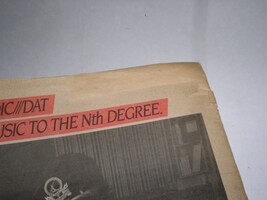 IC///DAT
USIC TO THE Nth DEGREE.